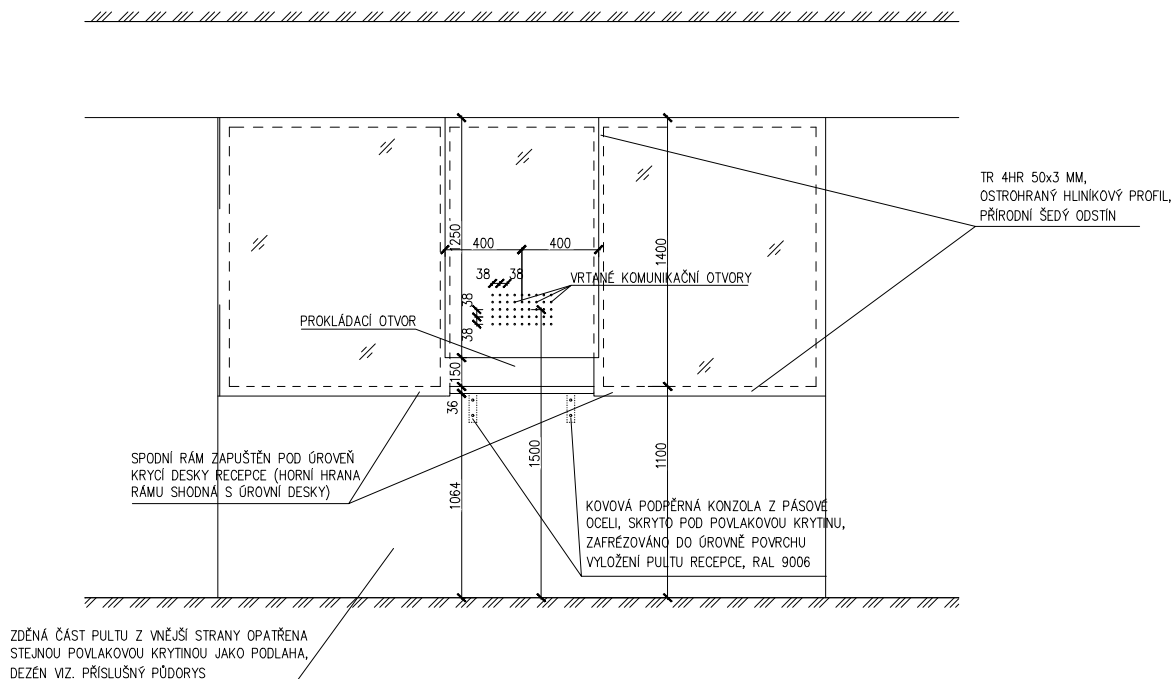 TR 4HR 50x3 MM,
OSTROHRANÝ HLINÍKOVÝ PROFIL,
PŘÍRODNÍ ŠEDÝ ODSTÍN
1250
400
400
1400
38
38
VRTANÉ KOMUNIKAČNÍ OTVORY
38
38
PROKLÁDACÍ OTVOR
150
36
1500
1100
1064
SPODNÍ RÁM ZAPUŠTĚN POD ÚROVEŇ
KRYCÍ DESKY RECEPCE (HORNÍ HRANA
RÁMU SHODNÁ S ÚROVNÍ DESKY)
KOVOVÁ PODPĚRNÁ KONZOLA Z PÁSOVÉ
OCELI, SKRYTO POD POVLAKOVOU KRYTINU,
ZAFRÉZOVÁNO DO ÚROVNĚ POVRCHU
VYLOŽENÍ PULTU RECEPCE, RAL 9006
ZDĚNÁ ČÁST PULTU Z VNĚJŠÍ STRANY OPATŘENA
STEJNOU POVLAKOVOU KRYTINOU JAKO PODLAHA,
DEZÉN VIZ. PŘÍSLUŠNÝ PŮDORYS